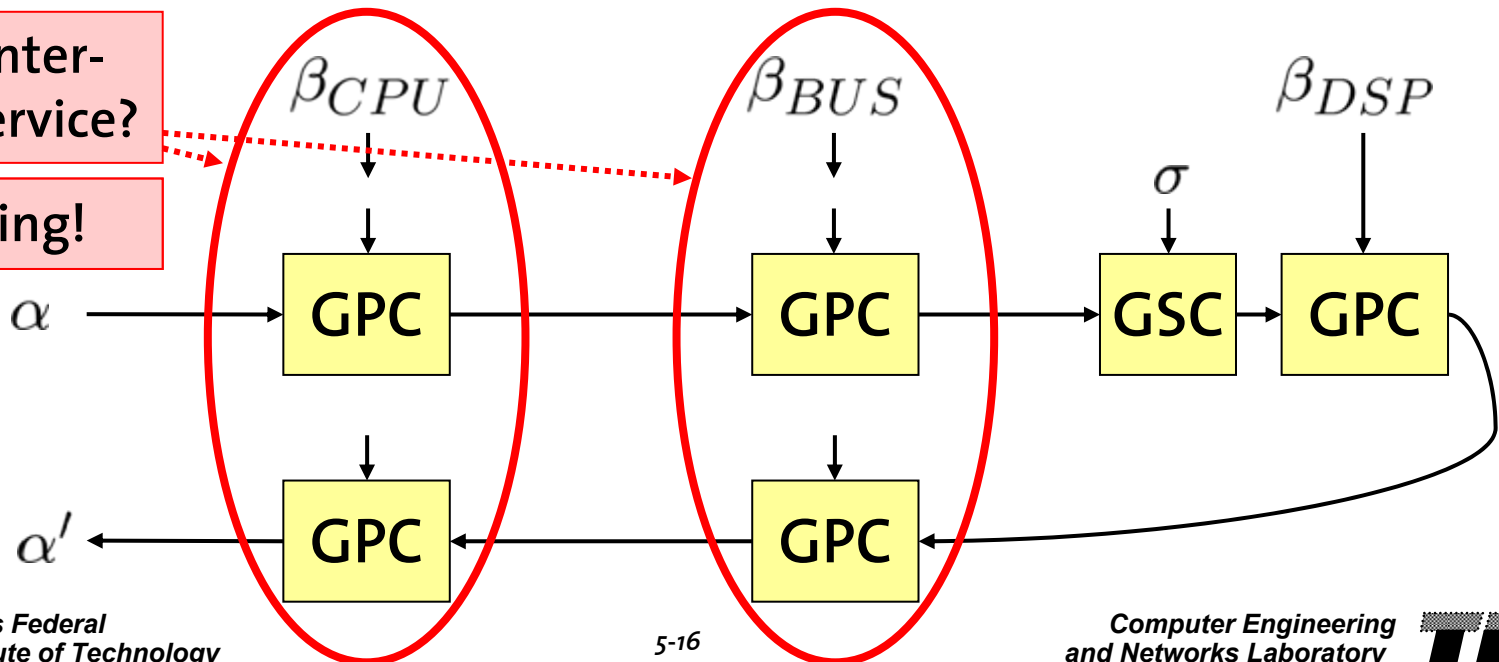 nter-
ervice?
ing!
βCPU
βBUS
βDSP
σ
α
GPC
GPC
GSC
GPC
α′
GPC
GPC
s Federal
ute of Technology
5-16
Computer Engineering
and Networks Laboratory